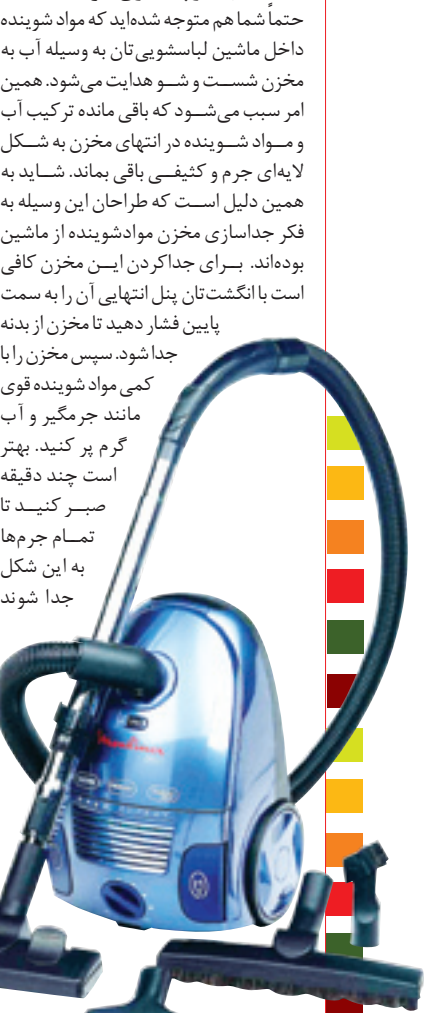 حتماً شما هم متوجه شده‌اید که مواد شوینده
داخل ماشین لباسشویی‌تان به وسیله آب به
مخزن شست و شو هدایت می‌شود. همین
امر سبب می‌شود که باقی مانده ترکیب آب
و مواد شوینده در انتهای مخزن به شکل
لایه‌ای جرم و کثیفی باقی بماند. شاید به
همین دلیل است که طراحان این وسیله به
فکر جداسازی مخزن موادشوینده از ماشین
بوده‌اند. برای جداکردن این مخزن کافی
است با انگشت‌تان پنل انتهایی آن را به سمت
پایین فشار دهید تا مخزن از بدنه
جدا شود. سپس مخزن را با
کمی مواد شوینده قوی
مانند جرمگیر و آب
گرم پر کنید. بهتر
است چند دقیقه
صبر کنید تا
تمام جرم‌ها
به این شکل
جدا شوند
Moulinex